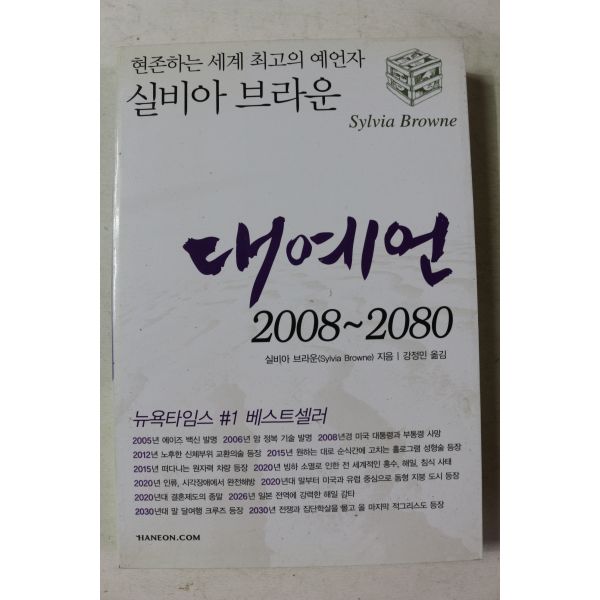 현존하는 세계 최고의 예언자
실비아 브라운
Sylvia Browne
대예언
2008~2080
실비아 브라운(Sylvia Browne) 지음 | 강정민 옮김
뉴욕타임스 #1 베스트셀러
2005년 에이즈 백신 발명 2006년 암 정복 기술 발명 2008년경 미국 대통령과 부통령 사망
2012년 노후한 신체부위 교환의술 등장 2015년 원하는 대로 순식간에 고치는 홀로그램 성형술 등장
2015년 떠다니는 원자력 차량 등장 2020년 빙하 소멸로 인한 전 세계적인 홍수, 해일, 침식 사태
2020년 인류, 시각장애에서 완전해방 2020년대 말부터 미국과 유럽 중심으로 돔형 지붕 도시 등장
2020년대 결혼제도의 종말 2026년 일본 전역에 강력한 해일 강타
2030년대 말 달여행 크루즈 등장 2030년 전쟁과 집단학살을 몰고 올 마지막 적그리스도 등장
HANEON.COM